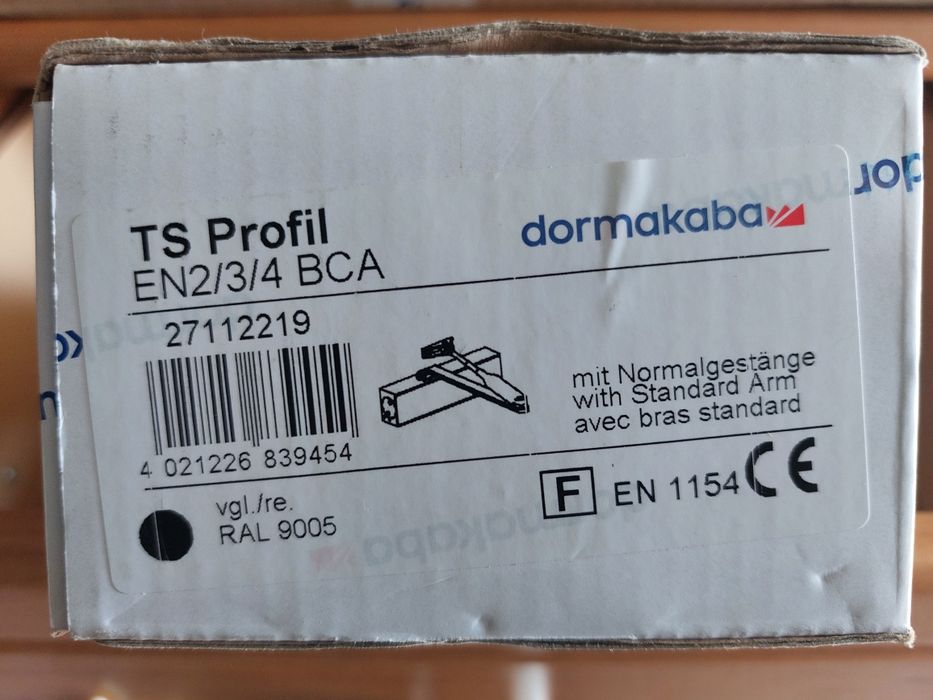 TS Profil
EN2/3/4 BCA
dormakaba
27112219
mit Normalgestänge
with Standard Arm
avec bras standard
4 021226 839454
vgl./re.
RAL 9005
F
EN 1154
CE
dormakaba